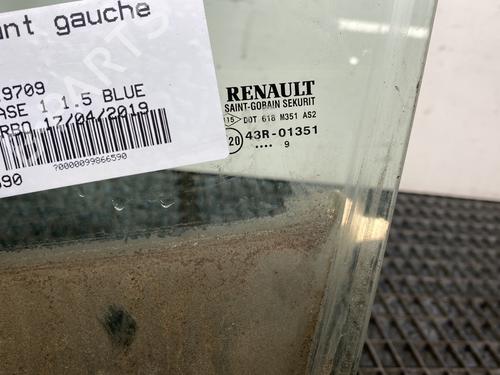 gauche
9709
ASE 1 1.5 BLUE
RBO 17/04/2019
70000099866590
590
RENAULT
SAINT-GOBAIN SEKURIT
DOT 618 M351 AS2
20 43R-01351
.... 9